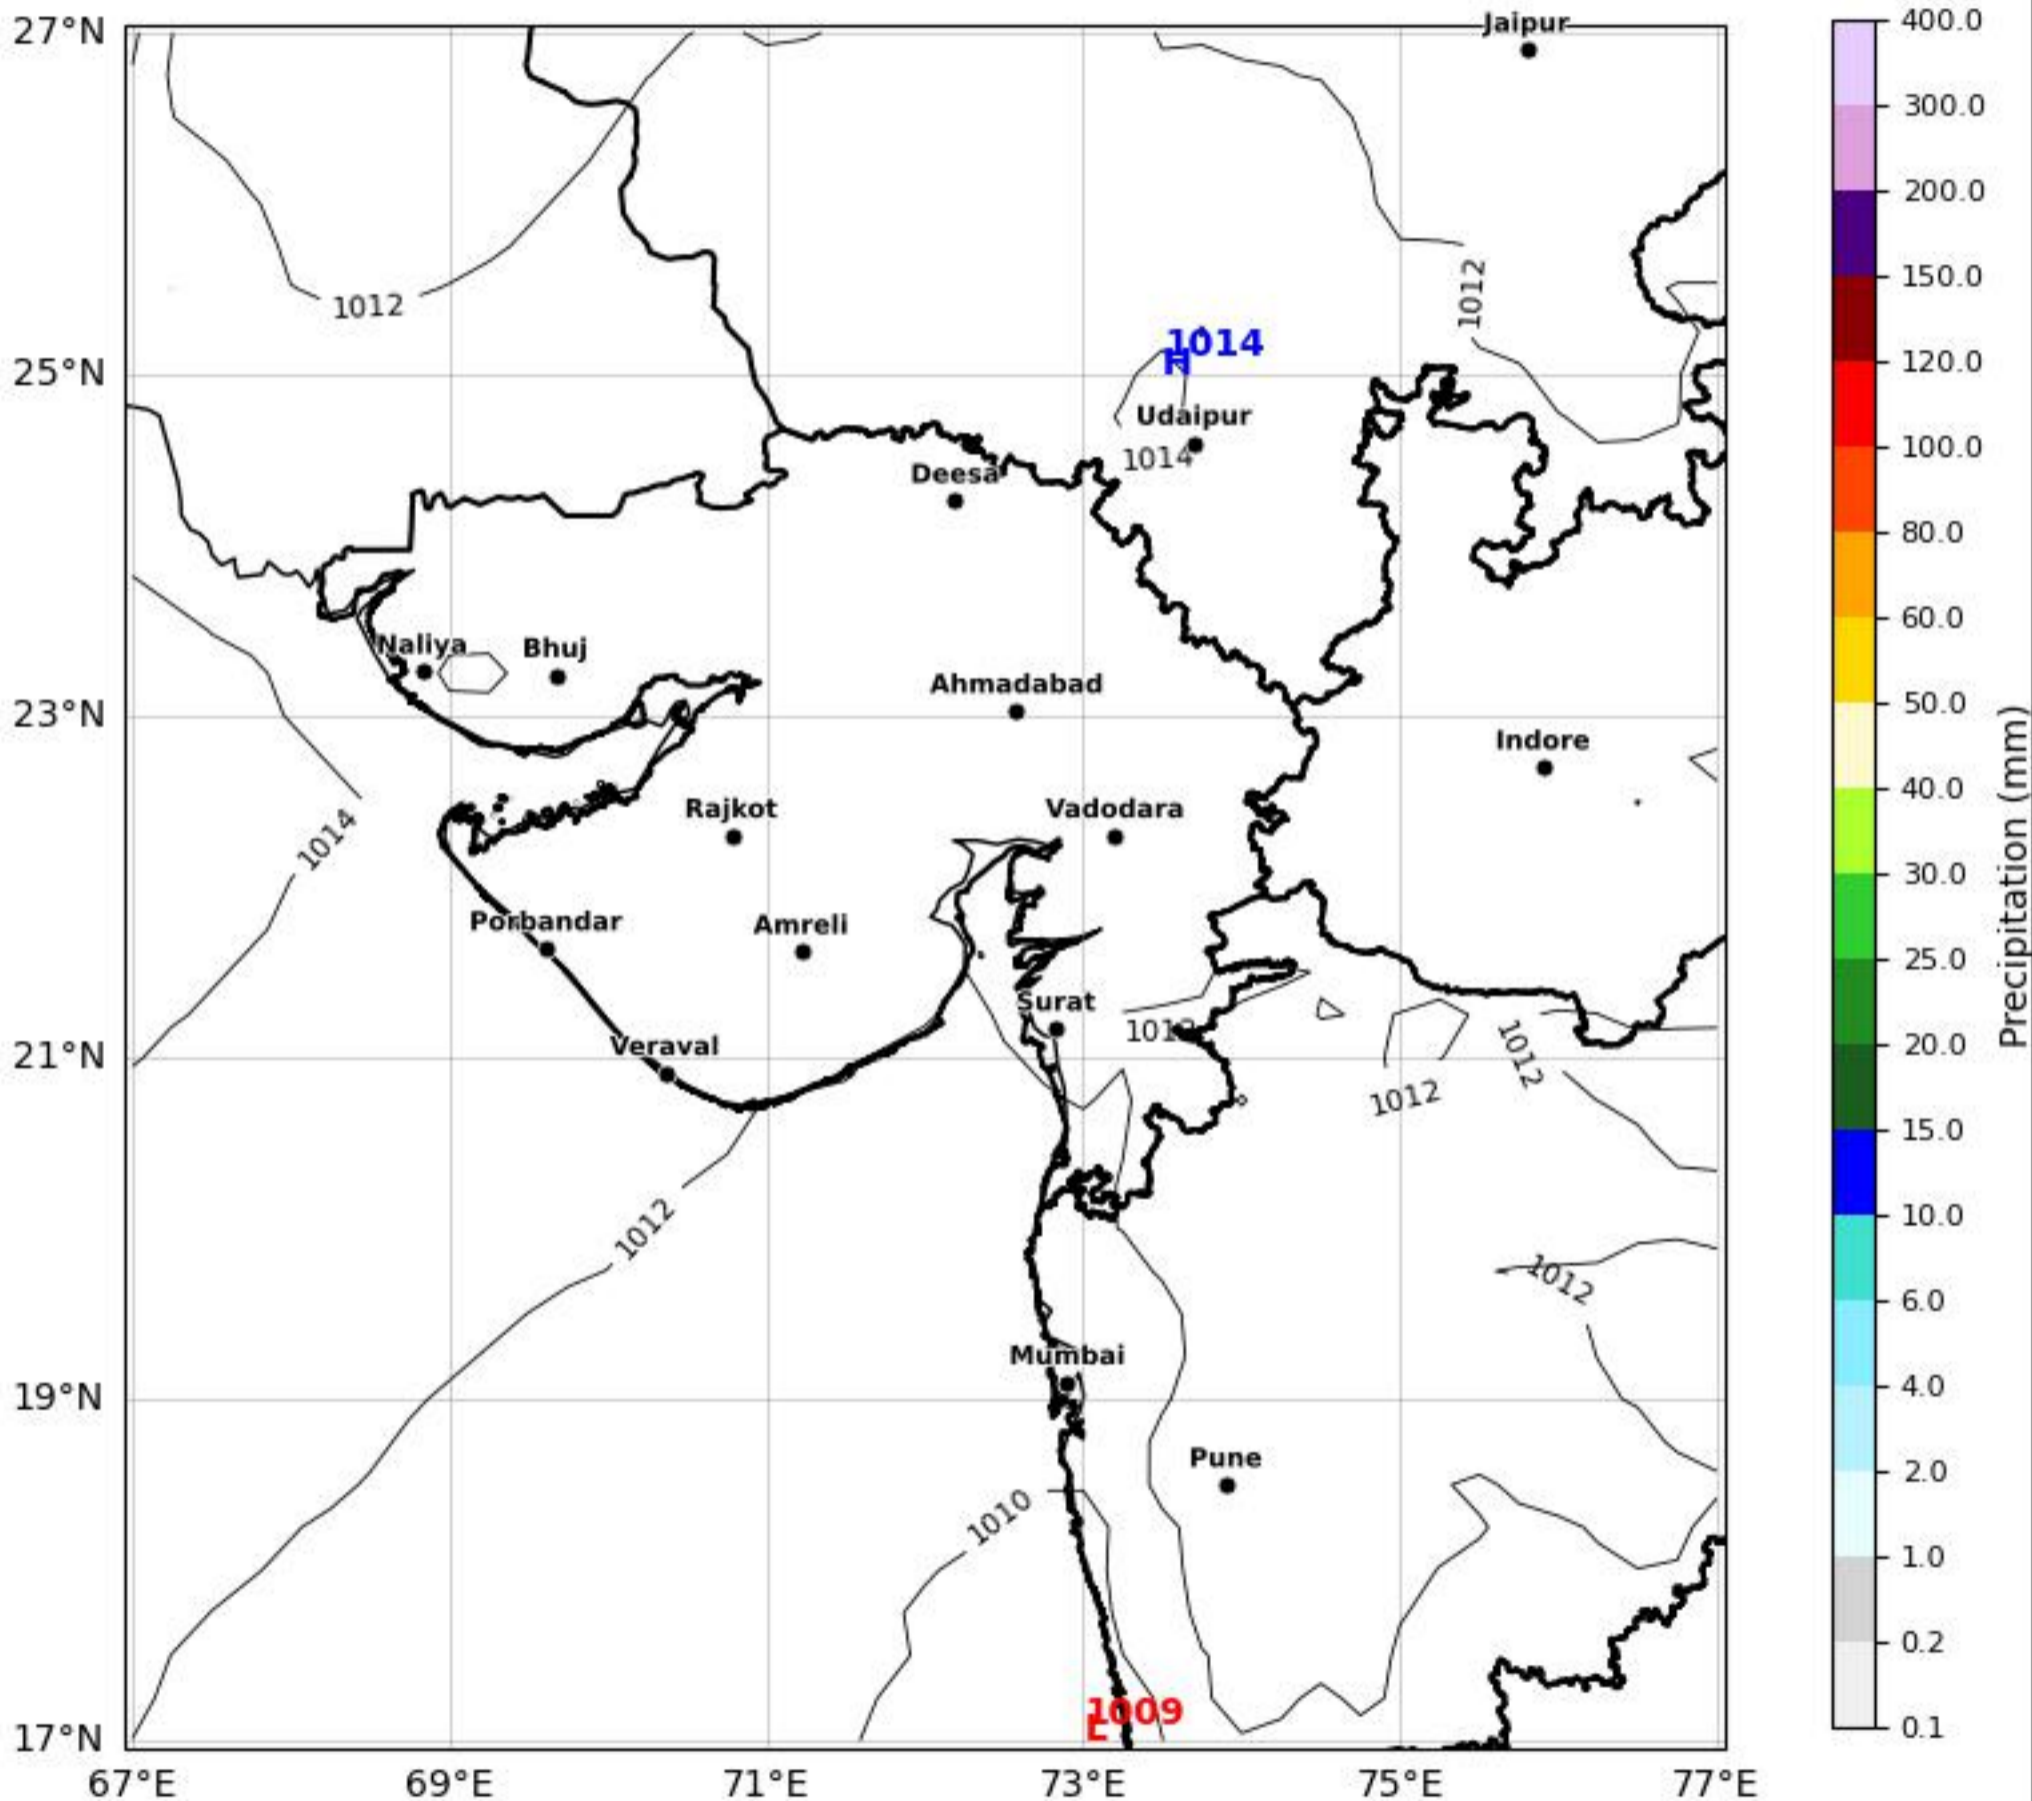 27°N
Jaipur
400.0
300.0
200.0
1012
150.0
1012
1014
H
120.0
25°N
Udaipur
100.0
1014
Deesa
80.0
60.0
Naliya
Bhuj
Ahmadabad
50.0
23°N
Indore
40.0
Precipitation (mm)
Rajkot
Vadodara
1014
30.0
Porbandar
Amreli
25.0
Surat
1012
20.0
Veraval
1012
21°N
1012
15.0
10.0
1012
1012
6.0
Mumbai
4.0
19°N
Pune
2.0
1010
1.0
0.2
1009
L
0.1
17°N
67°E
69°E
71°E
73°E
75°E
77°E